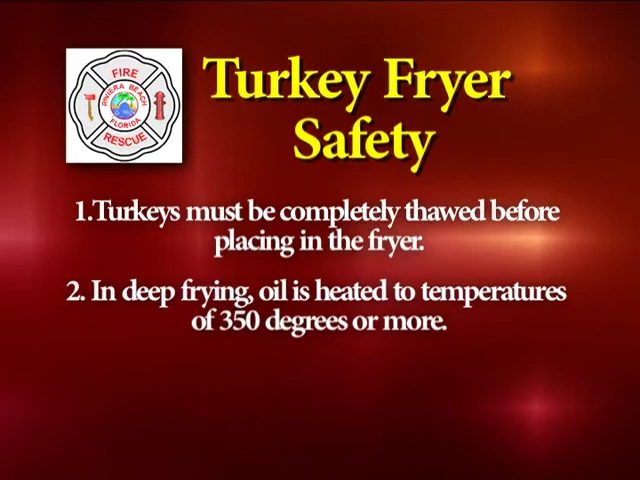 FIRE
RIVIERA BEACH
FLORIDA
RESCUE
Turkey Fryer
Safety
1.Turkeys must be completely thawed before
placing in the fryer.
2. In deep frying, oil is heated to temperatures
of 350 degrees or more.